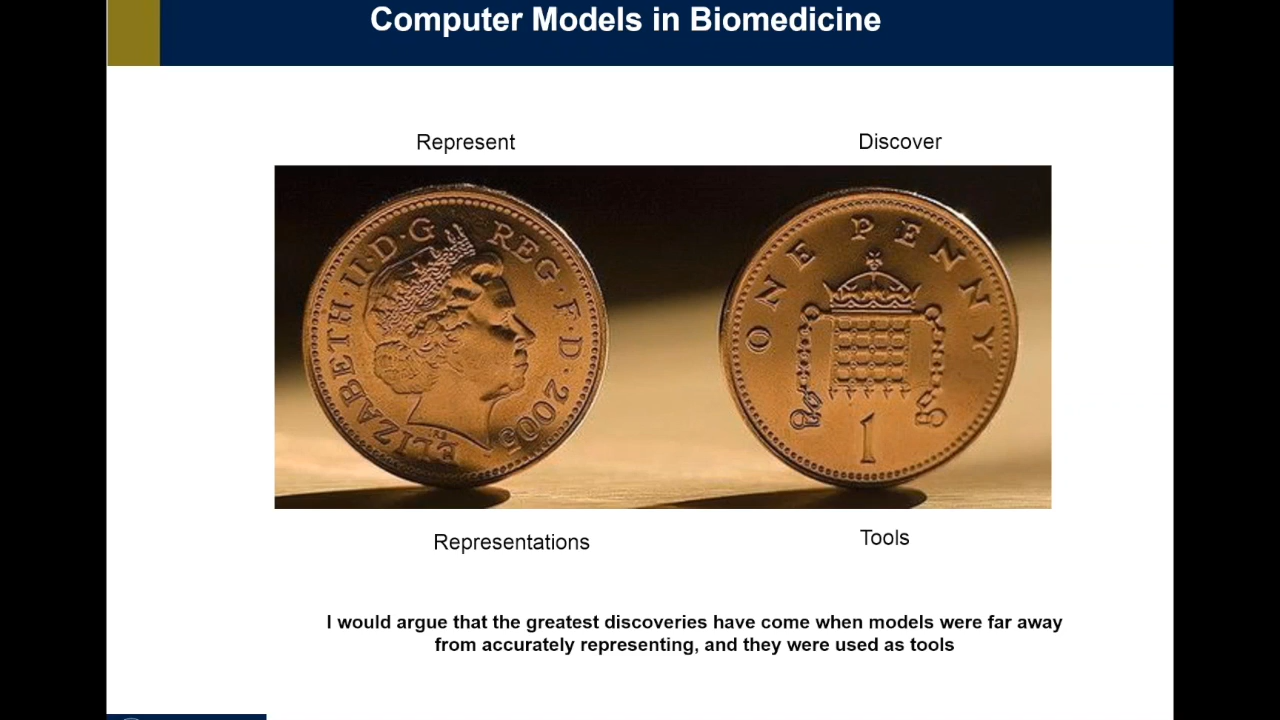 Computer Models in Biomedicine
Represent
Discover
ELIZABETH·II·D·G REG·F·D·2005
ONE PENNY
1
Representations
Tools
I would argue that the greatest discoveries have come when models were far away
from accurately representing, and they were used as tools